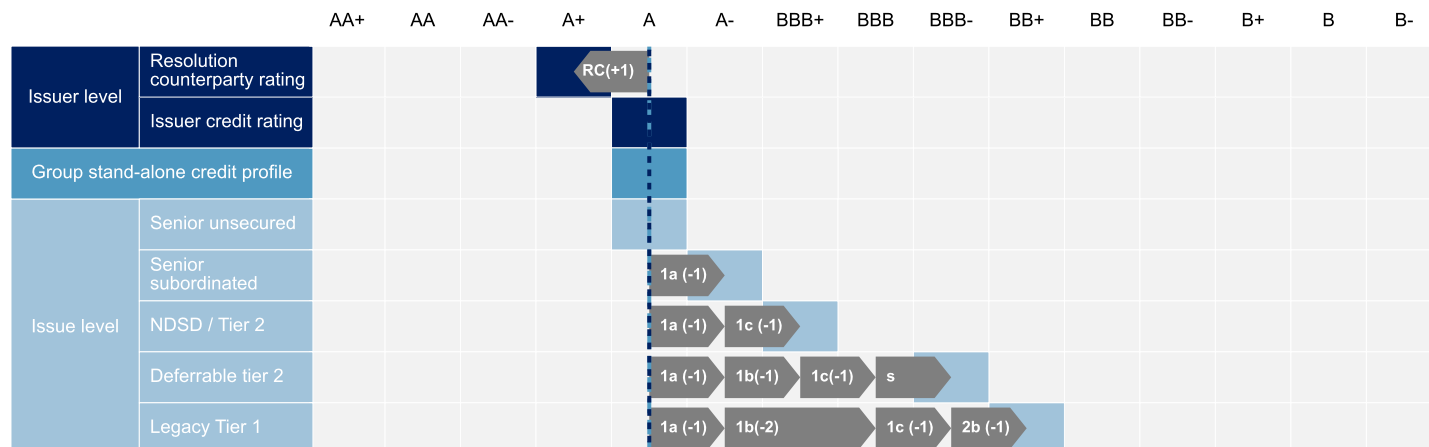 AA+ AA AA- A+ A A- BBB+ BBB BBB- BB+ BB BB- B+ B B-
Issuer level
Resolution
counterparty rating
RC(+1)
Issuer credit rating
Group stand-alone credit profile
Issue level
Senior unsecured
Senior
subordinated
1a (-1)
NDSD / Tier 2
1a (-1) 1c (-1)
Deferrable tier 2
1a (-1) 1b(-1) 1c(-1) s
Legacy Tier 1
1a (-1) 1b(-2) 1c (-1) 2b (-1)